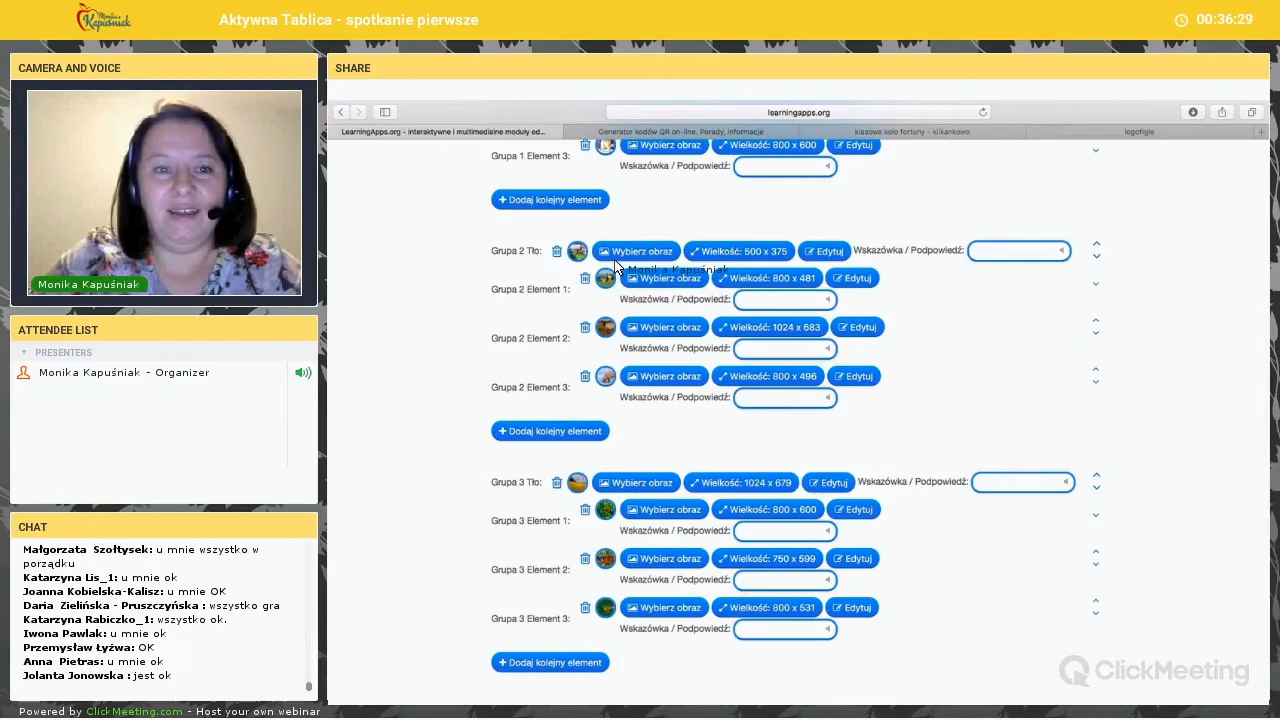 Monika Kapuśniak
Aktywna Tablica - spotkanie pierwsze
00:36:29
CAMERA AND VOICE
Monika Kapuśniak
ATTENDEE LIST
PRESENTERS
Monika Kapuśniak - Organizer
CHAT
Małgorzata Szołtysek: u mnie wszystko w
porządku
Katarzyna Lis_1: u mnie ok
Joanna Kobielska-Kalisz: u mnie OK
Daria Zielińska - Pruszczyńska : wszystko gra
Katarzyna Rabiczko_1: wszystko ok.
Iwona Pawlak: u mnie ok
Przemysław Łyżwa: OK
Anna Pietras: u mnie ok
Jolanta Jonowska : jest ok
Powered by ClickMeeting.com - Host your own webinar
SHARE
learningapps.org
LearningApps.org - interaktywne i multimedialne moduły ed...
Generator kodów QR on-line. Porady, informacje
klasowe koło fortuny - klikankowo
logofigle
Grupa 1 Element 3: Wybierz obraz Wielkość: 800 x 600 Edytuj
Wskazówka / Podpowiedź:
+ Dodaj kolejny element
Grupa 2 Tło: Wybierz obraz Wielkość: 500 x 375 Edytuj Wskazówka / Podpowiedź:
Monika Kapuśniak
Grupa 2 Element 1: Wybierz obraz Wielkość: 800 x 481 Edytuj
Wskazówka / Podpowiedź:
Grupa 2 Element 2: Wybierz obraz Wielkość: 1024 x 683 Edytuj
Wskazówka / Podpowiedź:
Grupa 2 Element 3: Wybierz obraz Wielkość: 800 x 496 Edytuj
Wskazówka / Podpowiedź:
+ Dodaj kolejny element
Grupa 3 Tło: Wybierz obraz Wielkość: 1024 x 679 Edytuj Wskazówka / Podpowiedź:
Grupa 3 Element 1: Wybierz obraz Wielkość: 800 x 600 Edytuj
Wskazówka / Podpowiedź:
Grupa 3 Element 2: Wybierz obraz Wielkość: 750 x 599 Edytuj
Wskazówka / Podpowiedź:
Grupa 3 Element 3: Wybierz obraz Wielkość: 800 x 531 Edytuj
Wskazówka / Podpowiedź:
+ Dodaj kolejny element
ClickMeeting